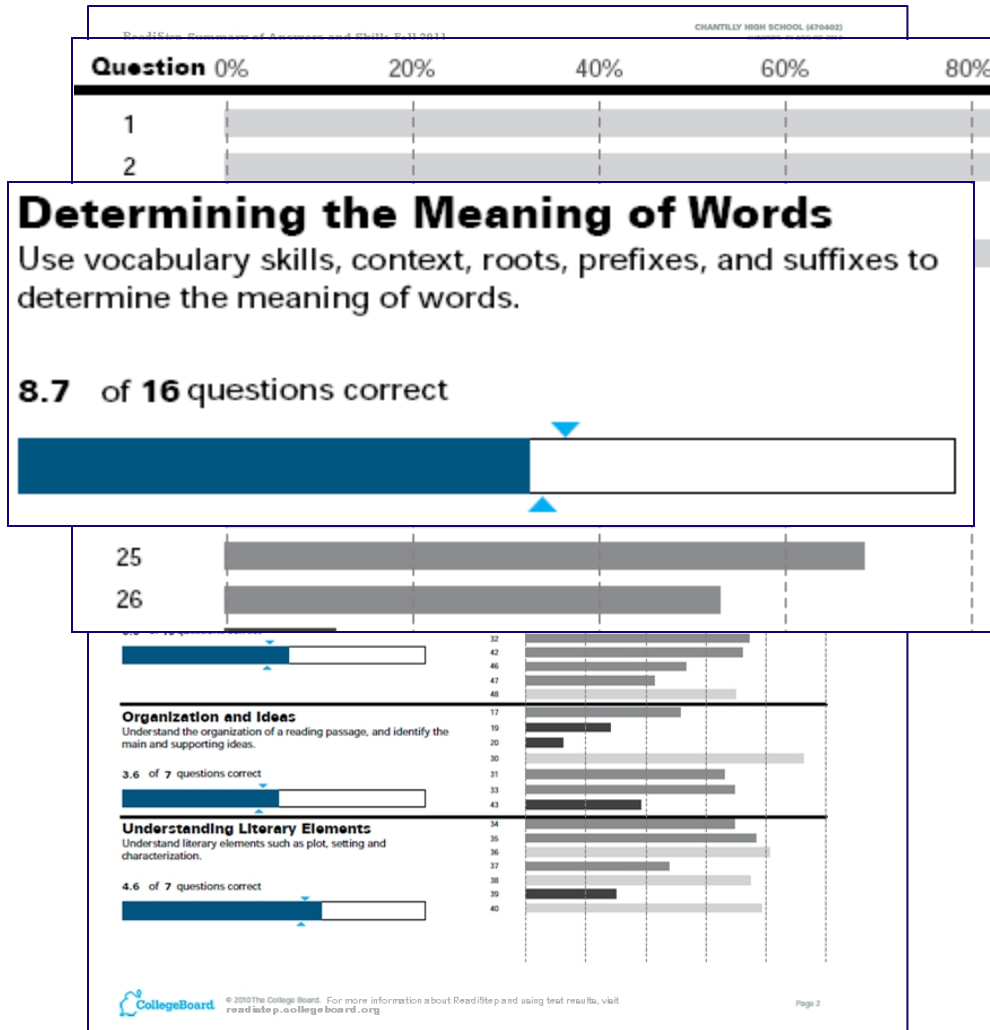 CHANTILLY HIGH SCHOOL (470402)
ReadiStep Summary of Answers and Skills Fall 2011
Question 0% 20% 40% 60% 80%
1
2
Determining the Meaning of Words
Use vocabulary skills, context, roots, prefixes, and suffixes to
determine the meaning of words.
8.7 of 16 questions correct
25
26
32
42
46
47
48
Organization and Ideas
Understand the organization of a reading passage, and identify the
main and supporting ideas.
3.6 of 7 questions correct
17
19
20
30
31
33
43
Understanding Literary Elements
Understand literary elements such as plot, setting and
characterization.
4.6 of 7 questions correct
34
35
36
37
38
39
40
CollegeBoard
© 2010 The College Board. For more information about ReadiStep and using test results, visit
readistep.collegeboard.org
Page 2